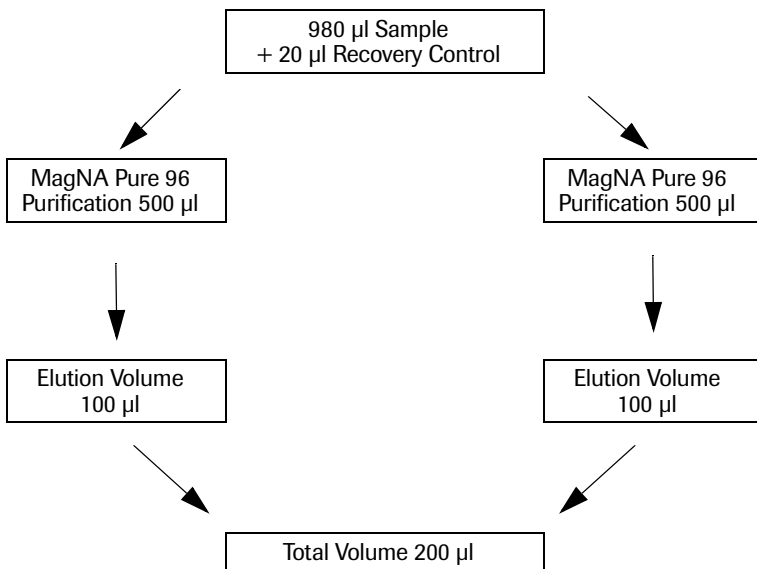 980 µl Sample
+ 20 µl Recovery Control
MagNA Pure 96
Purification 500 µl
MagNA Pure 96
Purification 500 µl
Elution Volume
100 µl
Elution Volume
100 µl
Total Volume 200 µl